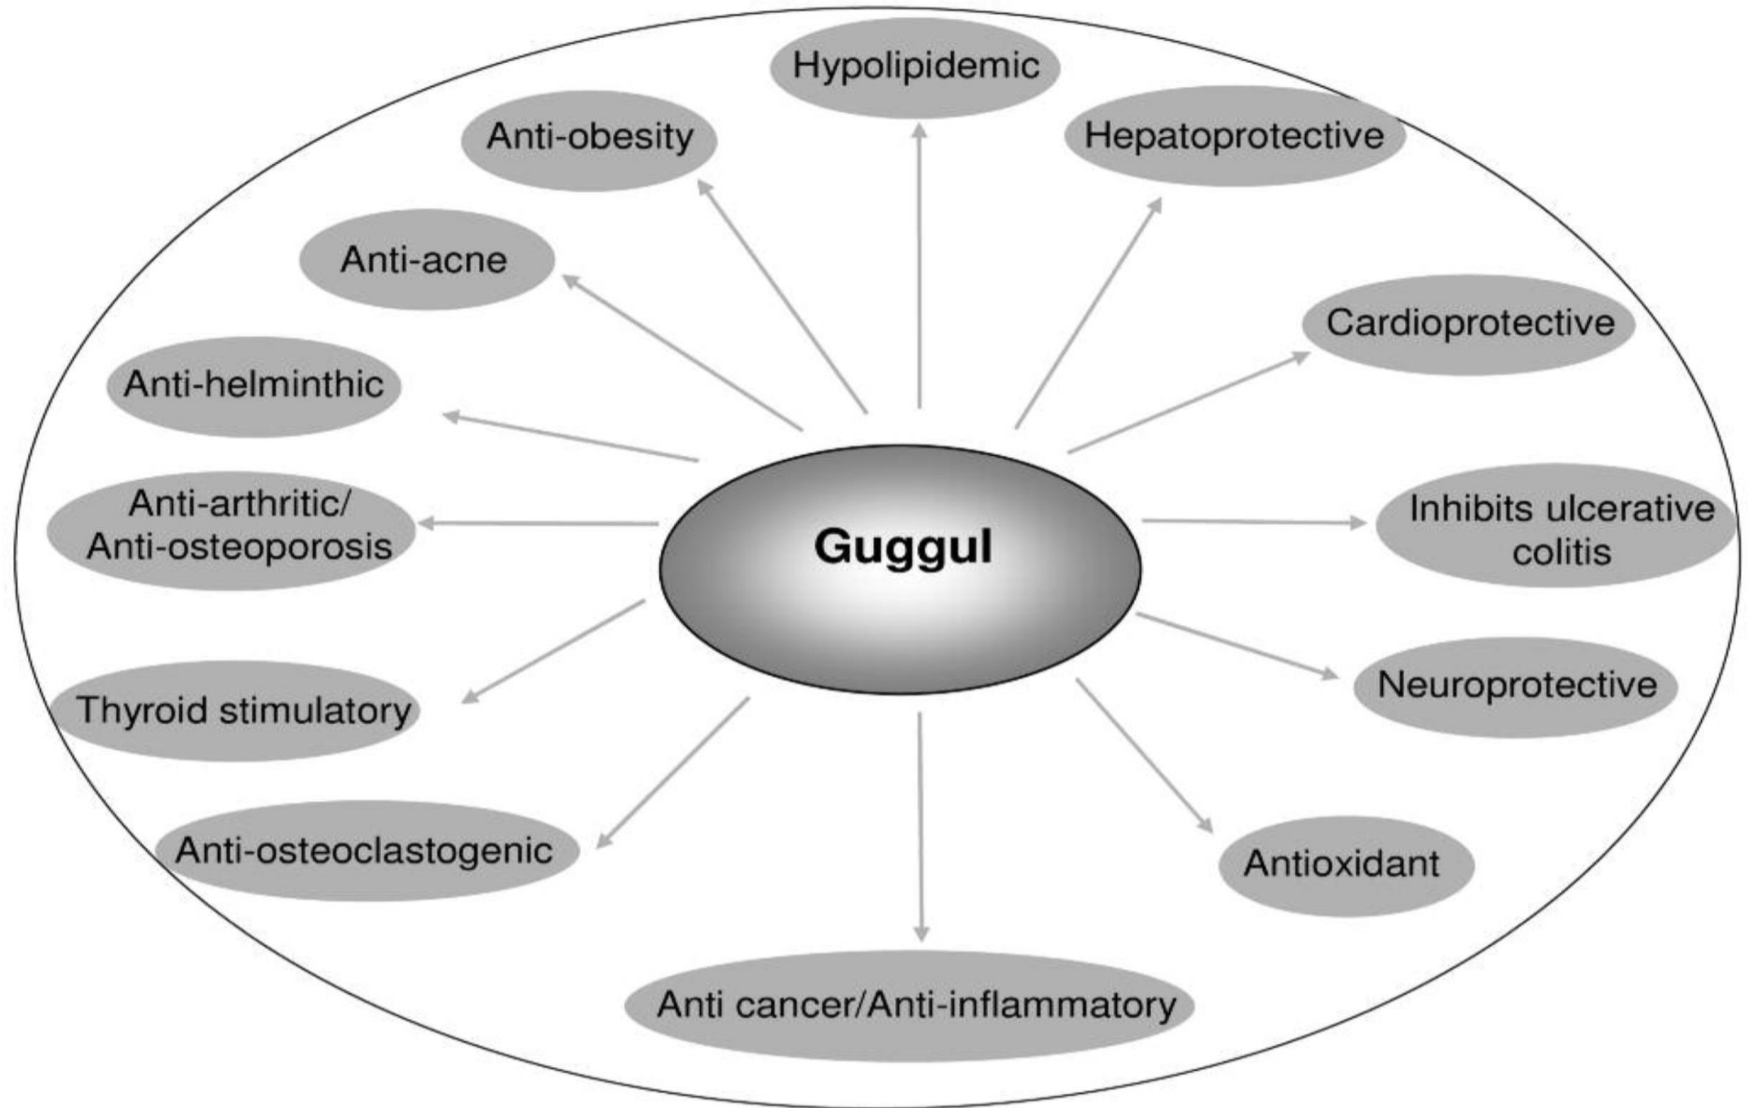 Hypolipidemic
Anti-obesity
Hepatoprotective
Anti-acne
Cardioprotective
Anti-helminthic
Anti-arthritic/
Anti-osteoporosis
Inhibits ulcerative
colitis
Guggul
Neuroprotective
Thyroid stimulatory
Anti-osteoclastogenic
Antioxidant
Anti cancer/Anti-inflammatory